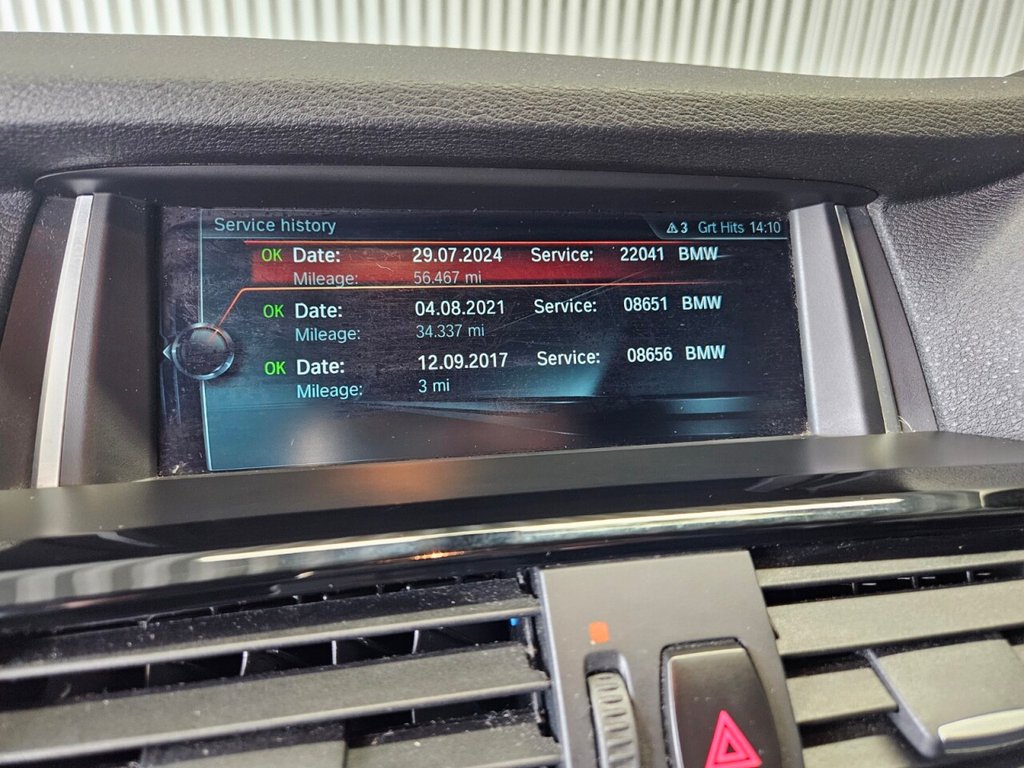 Service history 3 Grt Hits 14:10
OK Date: 29.07.2024 Service: 22041 BMW
Mileage: 56.467 mi
OK Date: 04.08.2021 Service: 08651 BMW
Mileage: 34.337 mi
OK Date: 12.09.2017 Service: 08656 BMW
Mileage: 3 mi